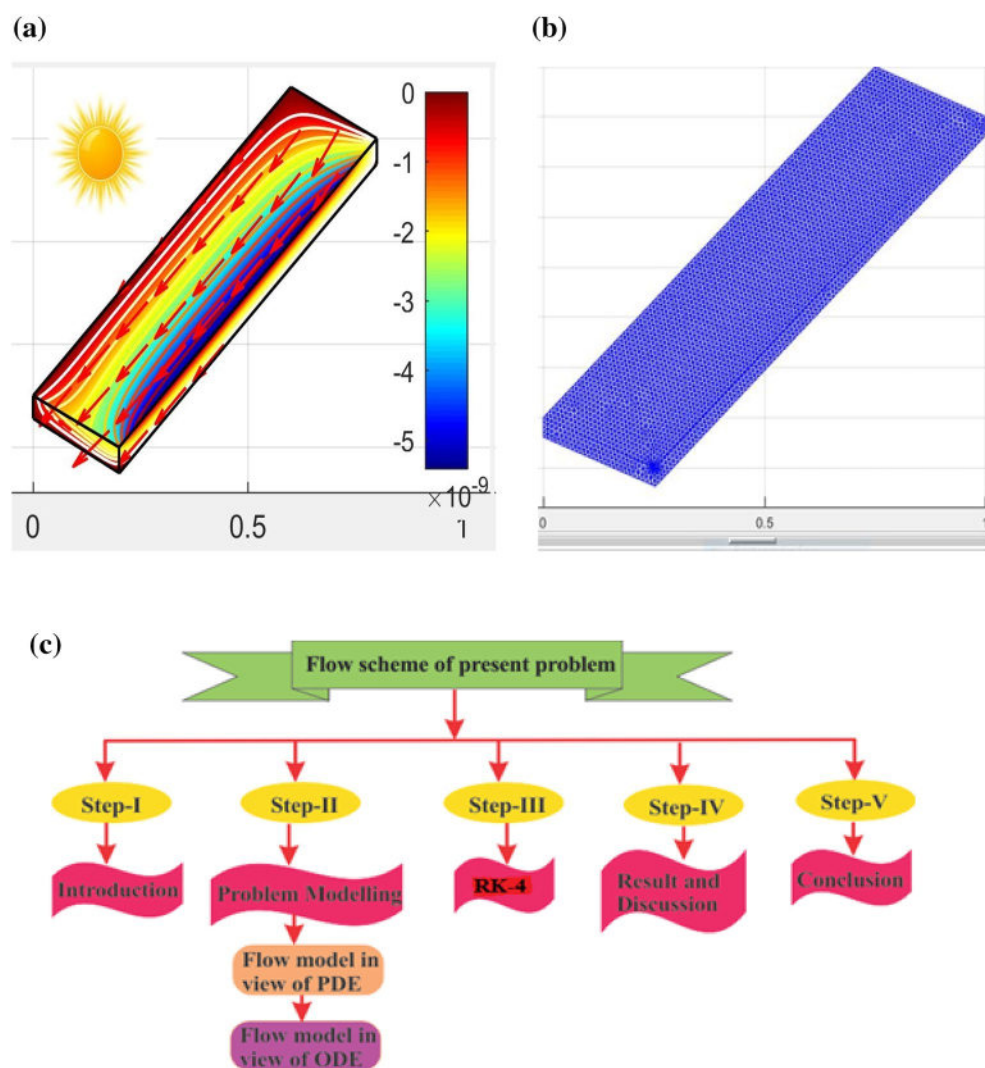 (a)
(b)
0
-1
-2
-3
-4
-5
×10-9
0
0.5
1
0
0.5
1
(c)
Flow scheme of present problem
Step-I
Step-II
Step-III
Step-IV
Step-V
Introduction
Problem Modelling
RK-4
Result and
Discussion
Conclusion
Flow model in
view of PDE
Flow model in
view of ODE